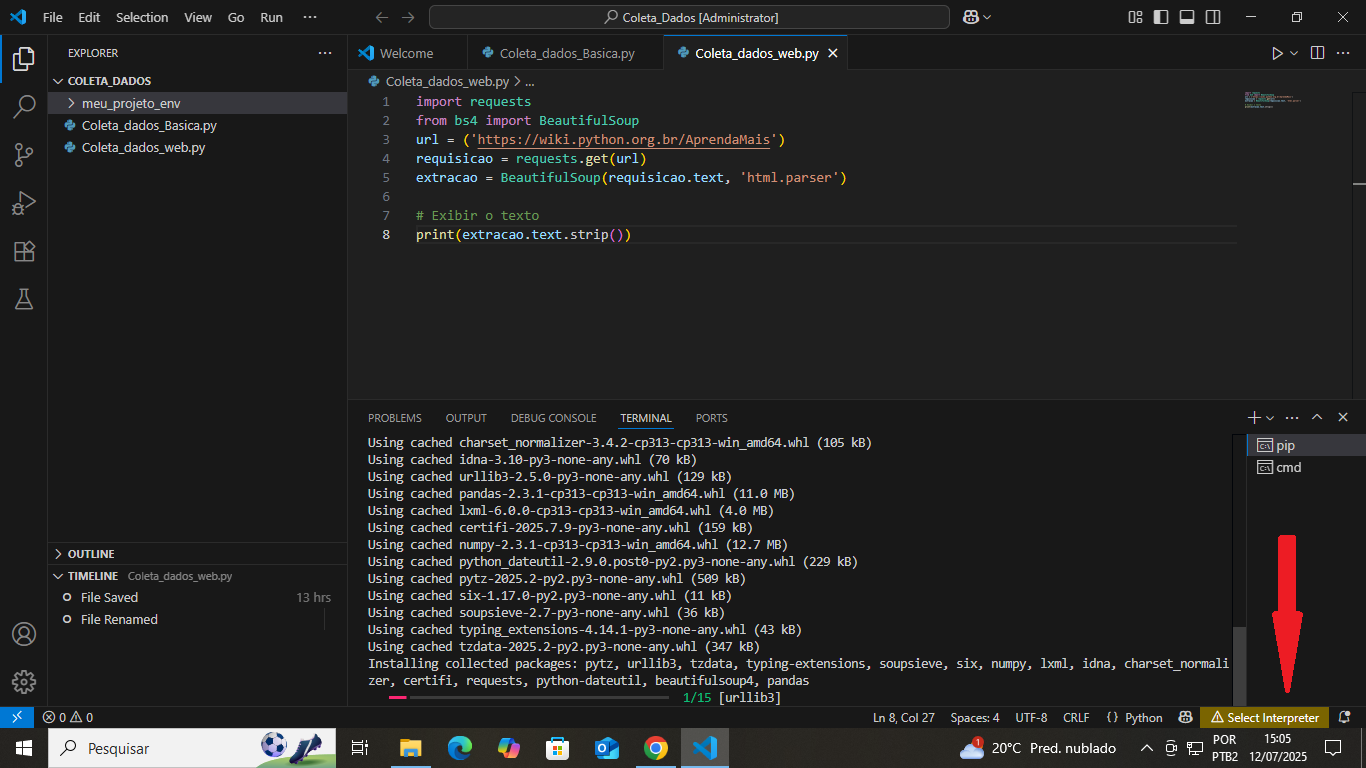 File Edit Selection View Go Run ···
Coleta_Dados [Administrator]
EXPLORER ···
COLETA_DADOS
meu_projeto_env
Coleta_dados_Basica.py
Coleta_dados_web.py
OUTLINE
TIMELINE Coleta_dados_web.py
File Saved 13 hrs
File Renamed
Welcome Coleta_dados_Basica.py Coleta_dados_web.py
Coleta_dados_web.py > ...
1 import requests
2 from bs4 import BeautifulSoup
3 url = ('https://wiki.python.org.br/AprendaMais')
4 requisicao = requests.get(url)
5 extracao = BeautifulSoup(requisicao.text, 'html.parser')
6
7 # Exibir o texto
8 print(extracao.text.strip())
PROBLEMS OUTPUT DEBUG CONSOLE TERMINAL PORTS
Using cached charset_normalizer-3.4.2-cp313-cp313-win_amd64.whl (105 kB)
Using cached idna-3.10-py3-none-any.whl (70 kB)
Using cached urllib3-2.5.0-py3-none-any.whl (129 kB)
Using cached pandas-2.3.1-cp313-cp313-win_amd64.whl (11.0 MB)
Using cached lxml-6.0.0-cp313-cp313-win_amd64.whl (4.0 MB)
Using cached certifi-2025.7.9-py3-none-any.whl (159 kB)
Using cached numpy-2.3.1-cp313-cp313-win_amd64.whl (12.7 MB)
Using cached python_dateutil-2.9.0.post0-py2.py3-none-any.whl (229 kB)
Using cached pytz-2025.2-py2.py3-none-any.whl (509 kB)
Using cached six-1.17.0-py2.py3-none-any.whl (11 kB)
Using cached soupsieve-2.7-py3-none-any.whl (36 kB)
Using cached typing_extensions-4.14.1-py3-none-any.whl (43 kB)
Using cached tzdata-2025.2-py2.py3-none-any.whl (347 kB)
Installing collected packages: pytz, urllib3, tzdata, typing-extensions, soupsieve, six, numpy, lxml, idna, charset_normali
zer, certifi, requests, python-dateutil, beautifulsoup4, pandas
1/15 [urllib3]
pip
cmd
0 0 Ln 8, Col 27 Spaces: 4 UTF-8 CRLF {} Python Select Interpreter
Pesquisar
1 20°C Pred. nublado
POR
PTB2
15:05
12/07/2025